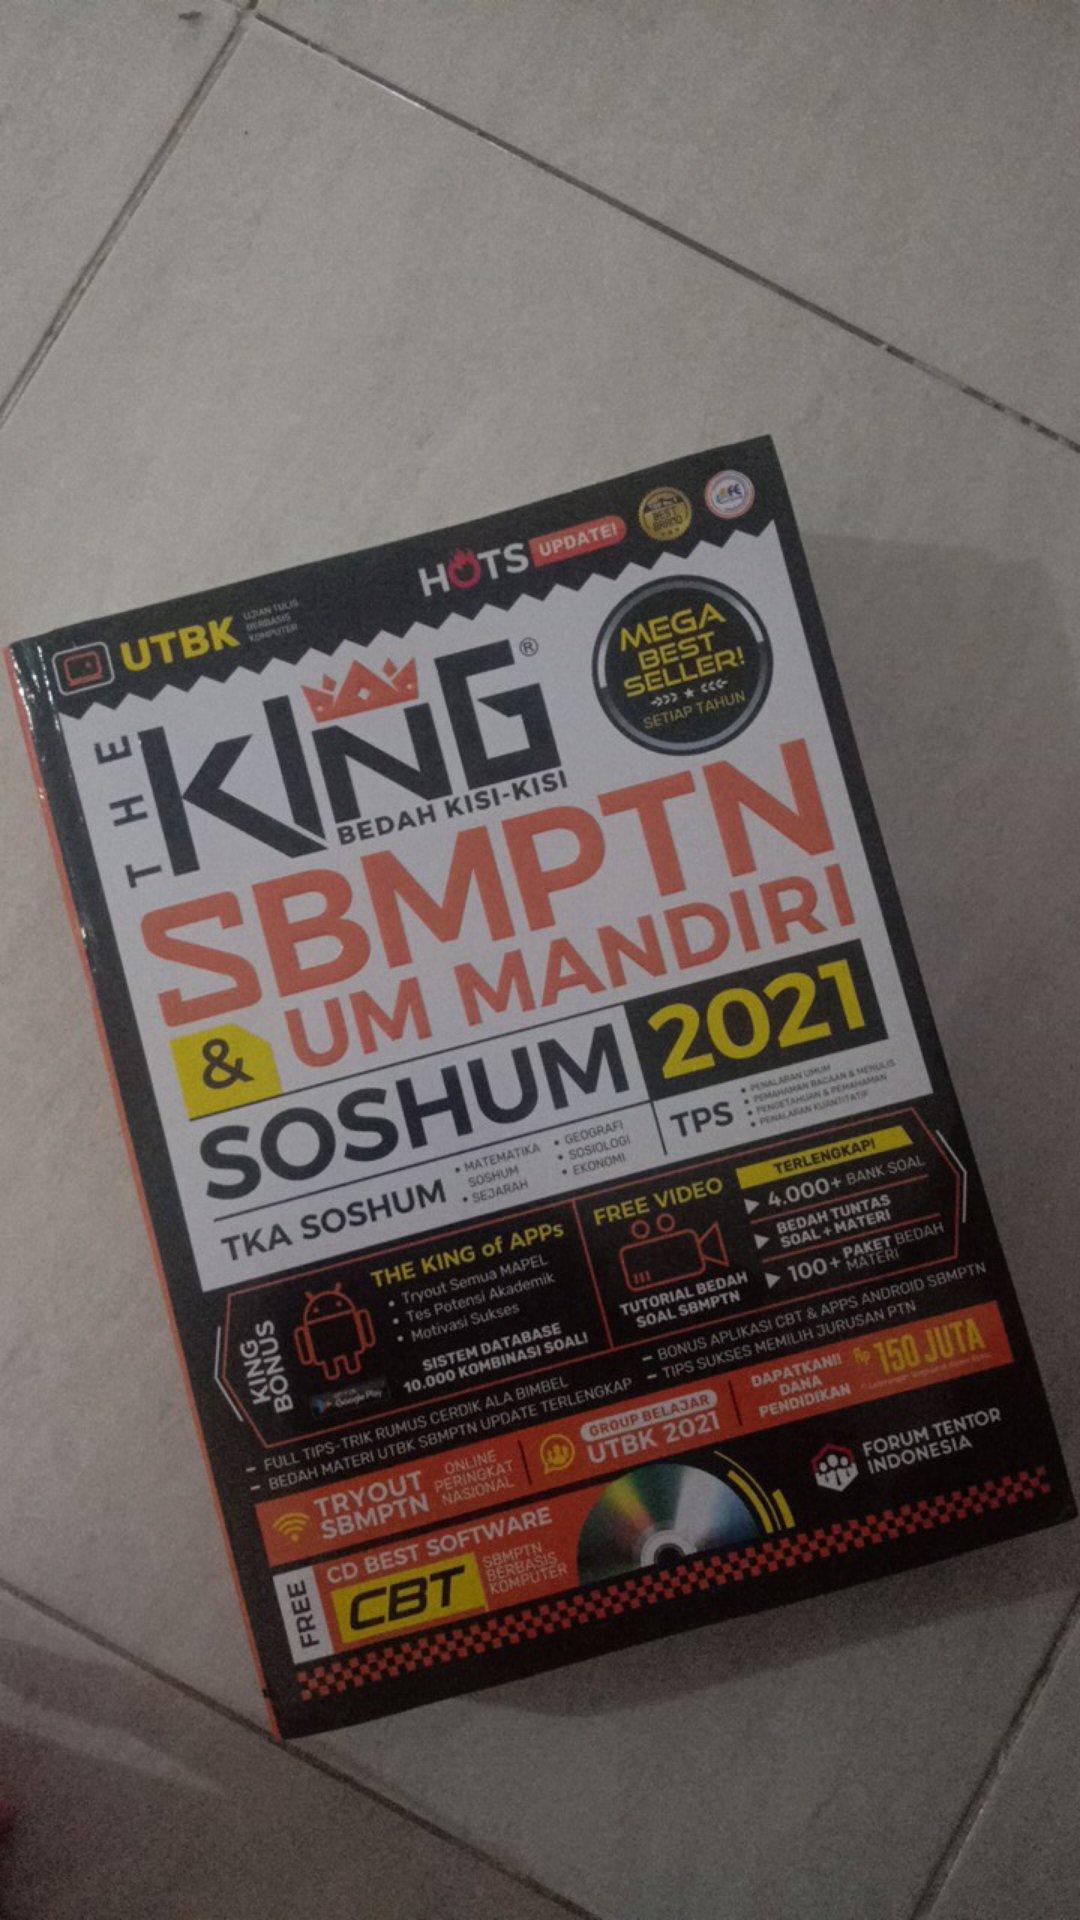 UTBK
UJIAN TULIS
BERBASIS
KOMPUTER
HOTS UPDATE!
BEST
BRAND
THE
KING®
BEDAH KISI-KISI
MEGA
BEST
SELLER!
SETIAP TAHUN
SBMPTN
& UM MANDIRI
SOSHUM 2021
TKA SOSHUM
• MATEMATIKA
SOSHUM
• SEJARAH
• GEOGRAFI
• SOSIOLOGI
• EKONOMI
TPS
• PENALARAN UMUM
• PEMAHAMAN BACAAN & MENULIS
• PENGETAHUAN & PEMAHAMAN
• PENALARAN KUANTITATIF
KING
BONUS
THE KING of APPs
• Tryout Semua MAPEL
• Tes Potensi Akademik
• Motivasi Sukses
SISTEM DATABASE
10.000 KOMBINASI SOAL!
Google Play
FREE VIDEO
TUTORIAL BEDAH
SOAL SBMPTN
TERLENGKAP!
4.000+ BANK SOAL
BEDAH TUNTAS
SOAL + MATERI
100+ PAKET BEDAH
MATERI
– FULL TIPS-TRIK RUMUS CERDIK ALA BIMBEL
– BEDAH MATERI UTBK SBMPTN UPDATE TERLENGKAP
– BONUS APLIKASI CBT & APPS ANDROID SBMPTN
– TIPS SUKSES MEMILIH JURUSAN PTN
TRYOUT
SBMPTN
ONLINE
PERINGKAT
NASIONAL
GROUP BELAJAR
UTBK 2021
DAPATKAN!!
DANA
PENDIDIKAN
Rp 150 JUTA
FREE
CD BEST SOFTWARE
CBT
SBMPTN
BERBASIS
KOMPUTER
FORUM TENTOR
INDONESIA